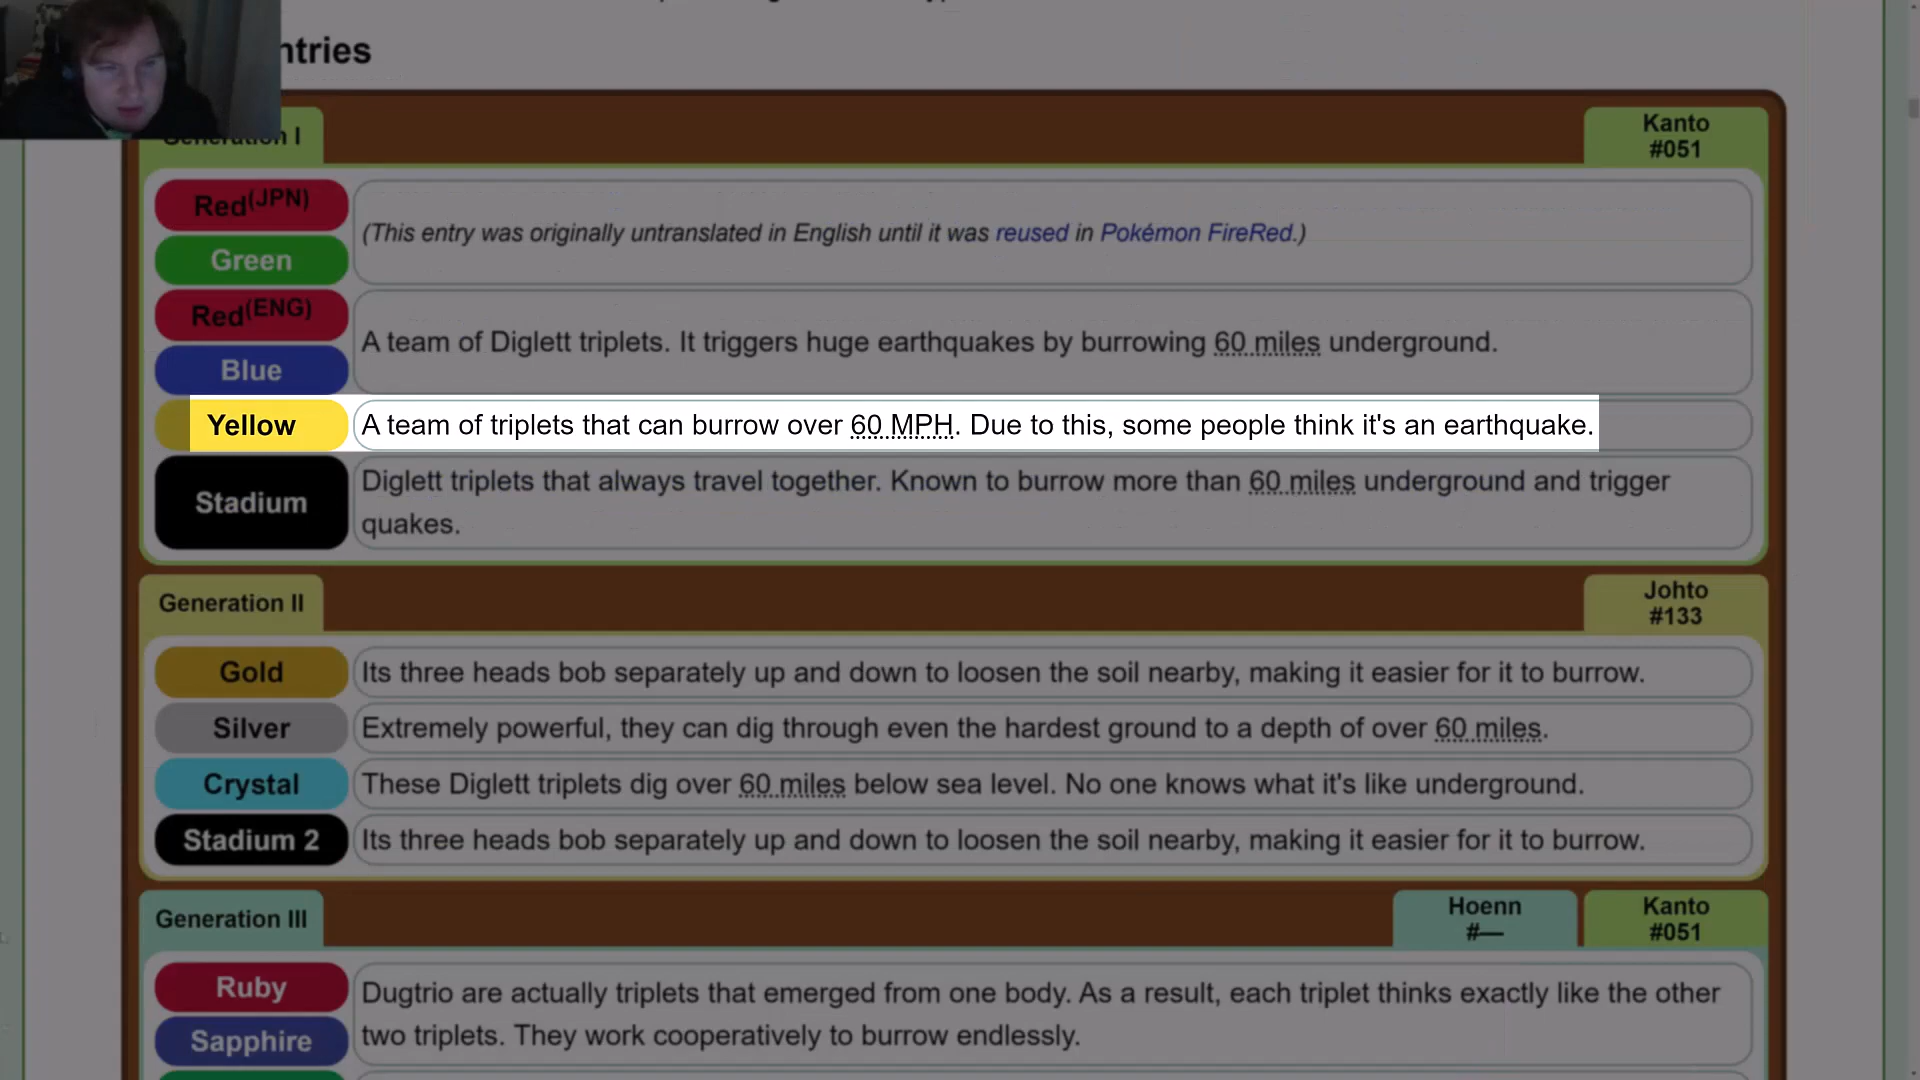 ntries
Generation I
Kanto
#051
Red(JPN)
Green
(This entry was originally untranslated in English until it was reused in Pokémon FireRed.)
Red(ENG)
Blue
A team of Diglett triplets. It triggers huge earthquakes by burrowing 60 miles underground.
Yellow
A team of triplets that can burrow over 60 MPH. Due to this, some people think it's an earthquake.
Stadium
Diglett triplets that always travel together. Known to burrow more than 60 miles underground and trigger
quakes.
Generation II
Johto
#133
Gold
Its three heads bob separately up and down to loosen the soil nearby, making it easier for it to burrow.
Silver
Extremely powerful, they can dig through even the hardest ground to a depth of over 60 miles.
Crystal
These Diglett triplets dig over 60 miles below sea level. No one knows what it's like underground.
Stadium 2
Its three heads bob separately up and down to loosen the soil nearby, making it easier for it to burrow.
Generation III
Hoenn
#—
Kanto
#051
Ruby
Sapphire
Dugtrio are actually triplets that emerged from one body. As a result, each triplet thinks exactly like the other
two triplets. They work cooperatively to burrow endlessly.